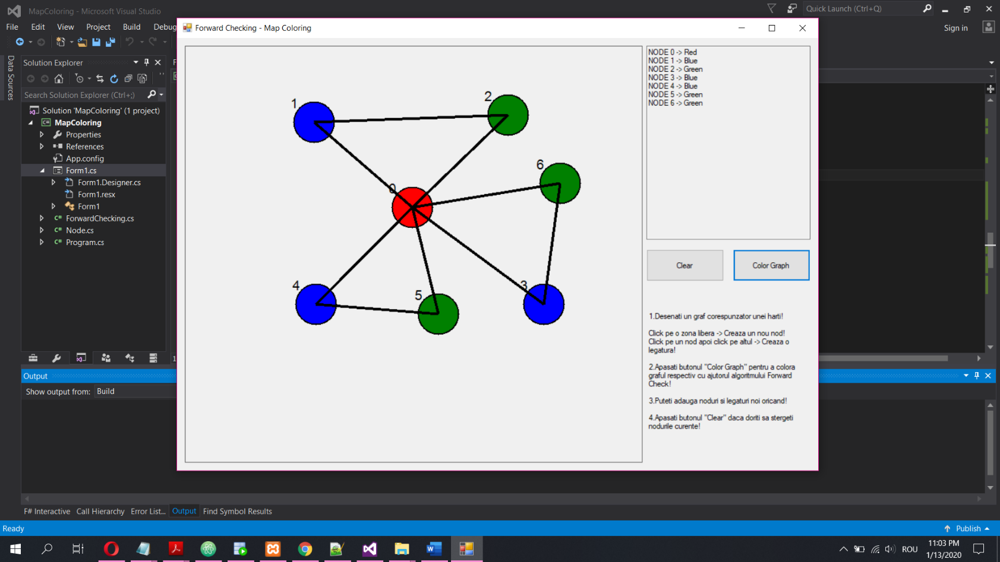 MapColoring - Microsoft Visual Studio
Quick Launch (Ctrl+Q)
File Edit View Project Build Debug
Sign in
Forward Checking - Map Coloring
Data Sources
Solution Explorer
Search Solution Explorer (Ctrl+;)
Solution 'MapColoring' (1 project)
MapColoring
Properties
References
App.config
Form1.cs
Form1.Designer.cs
Form1.resx
Form1
ForwardChecking.cs
Node.cs
Program.cs
1
2
6
0
4
5
3
NODE 0 -> Red
NODE 1 -> Blue
NODE 2 -> Green
NODE 3 -> Blue
NODE 4 -> Blue
NODE 5 -> Green
NODE 6 -> Green
Clear Color Graph
1.Desenati un graf corespunzator unei harti!
Click pe o zona libera -> Creaza un nou nod!
Click pe un nod apoi click pe altul -> Creaza o
legatura!
2.Apasati butonul "Color Graph" pentru a colora
graful respectiv cu ajutorul algoritmului Forward
Check!
3.Puteti adauga noduri si legaturi noi oricand!
4.Apasati butonul "Clear" daca doriti sa stergeti
nodurile curente!
Output
Show output from: Build
F# Interactive Call Hierarchy Error List... Output Find Symbol Results
Ready
Publish
ROU
11:03 PM
1/13/2020